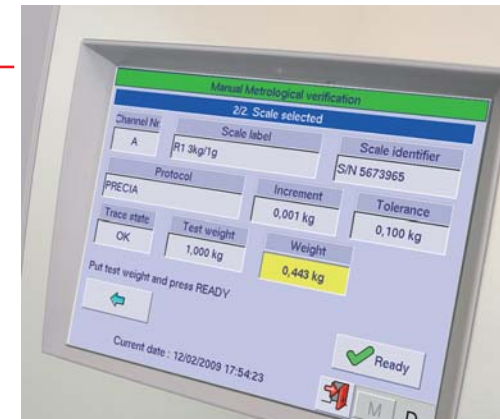 Manual Metrological verification
2/2 Scale selected
Channel Nr Scale label Scale identifier
A R1 3kg/1g S/N 5673965
Protocol Increment Tolerance
PRECIA 0,001 kg 0,100 kg
Trace state Test weight Weight
OK 1,000 kg 0,443 kg
Put test weight and press READY
Ready
Current date : 12/02/2009 17:54:23
M